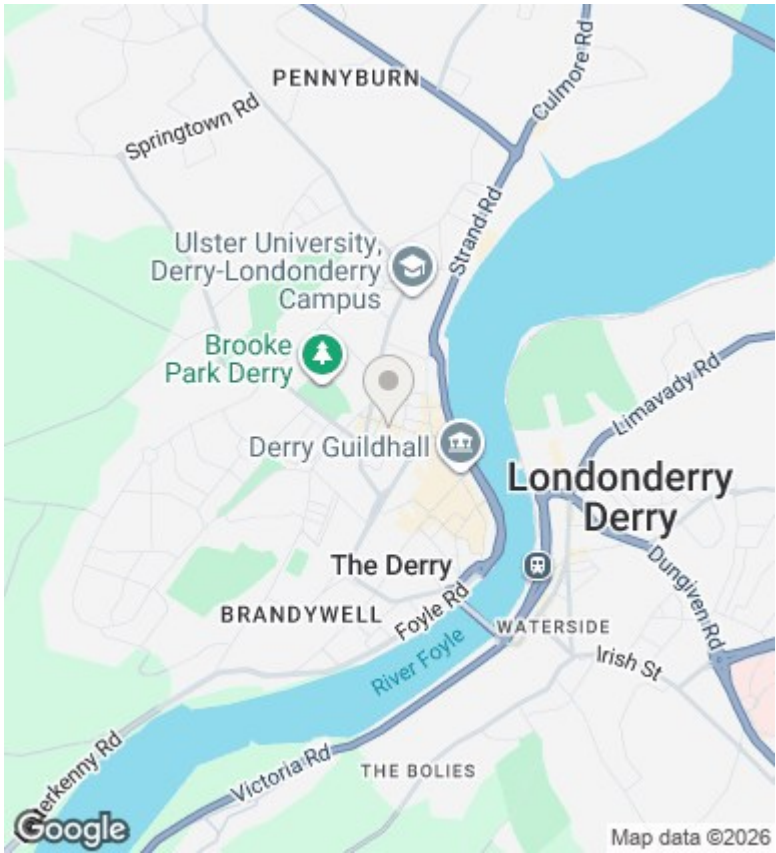 PENNYBURN
Culmore Rd
Springtown Rd
Strand Rd
Ulster University,
Derry-Londonderry
Campus
Brooke
Park Derry
Limavady Rd
Derry Guildhall
Londonderry
Derry
The Derry
Dungiven Rd
BRANDYWELL
Foyle Rd
WATERSIDE
River Foyle
Irish St
erkenny Rd
Victoria Rd
THE BOLIES
Google
Map data ©2026